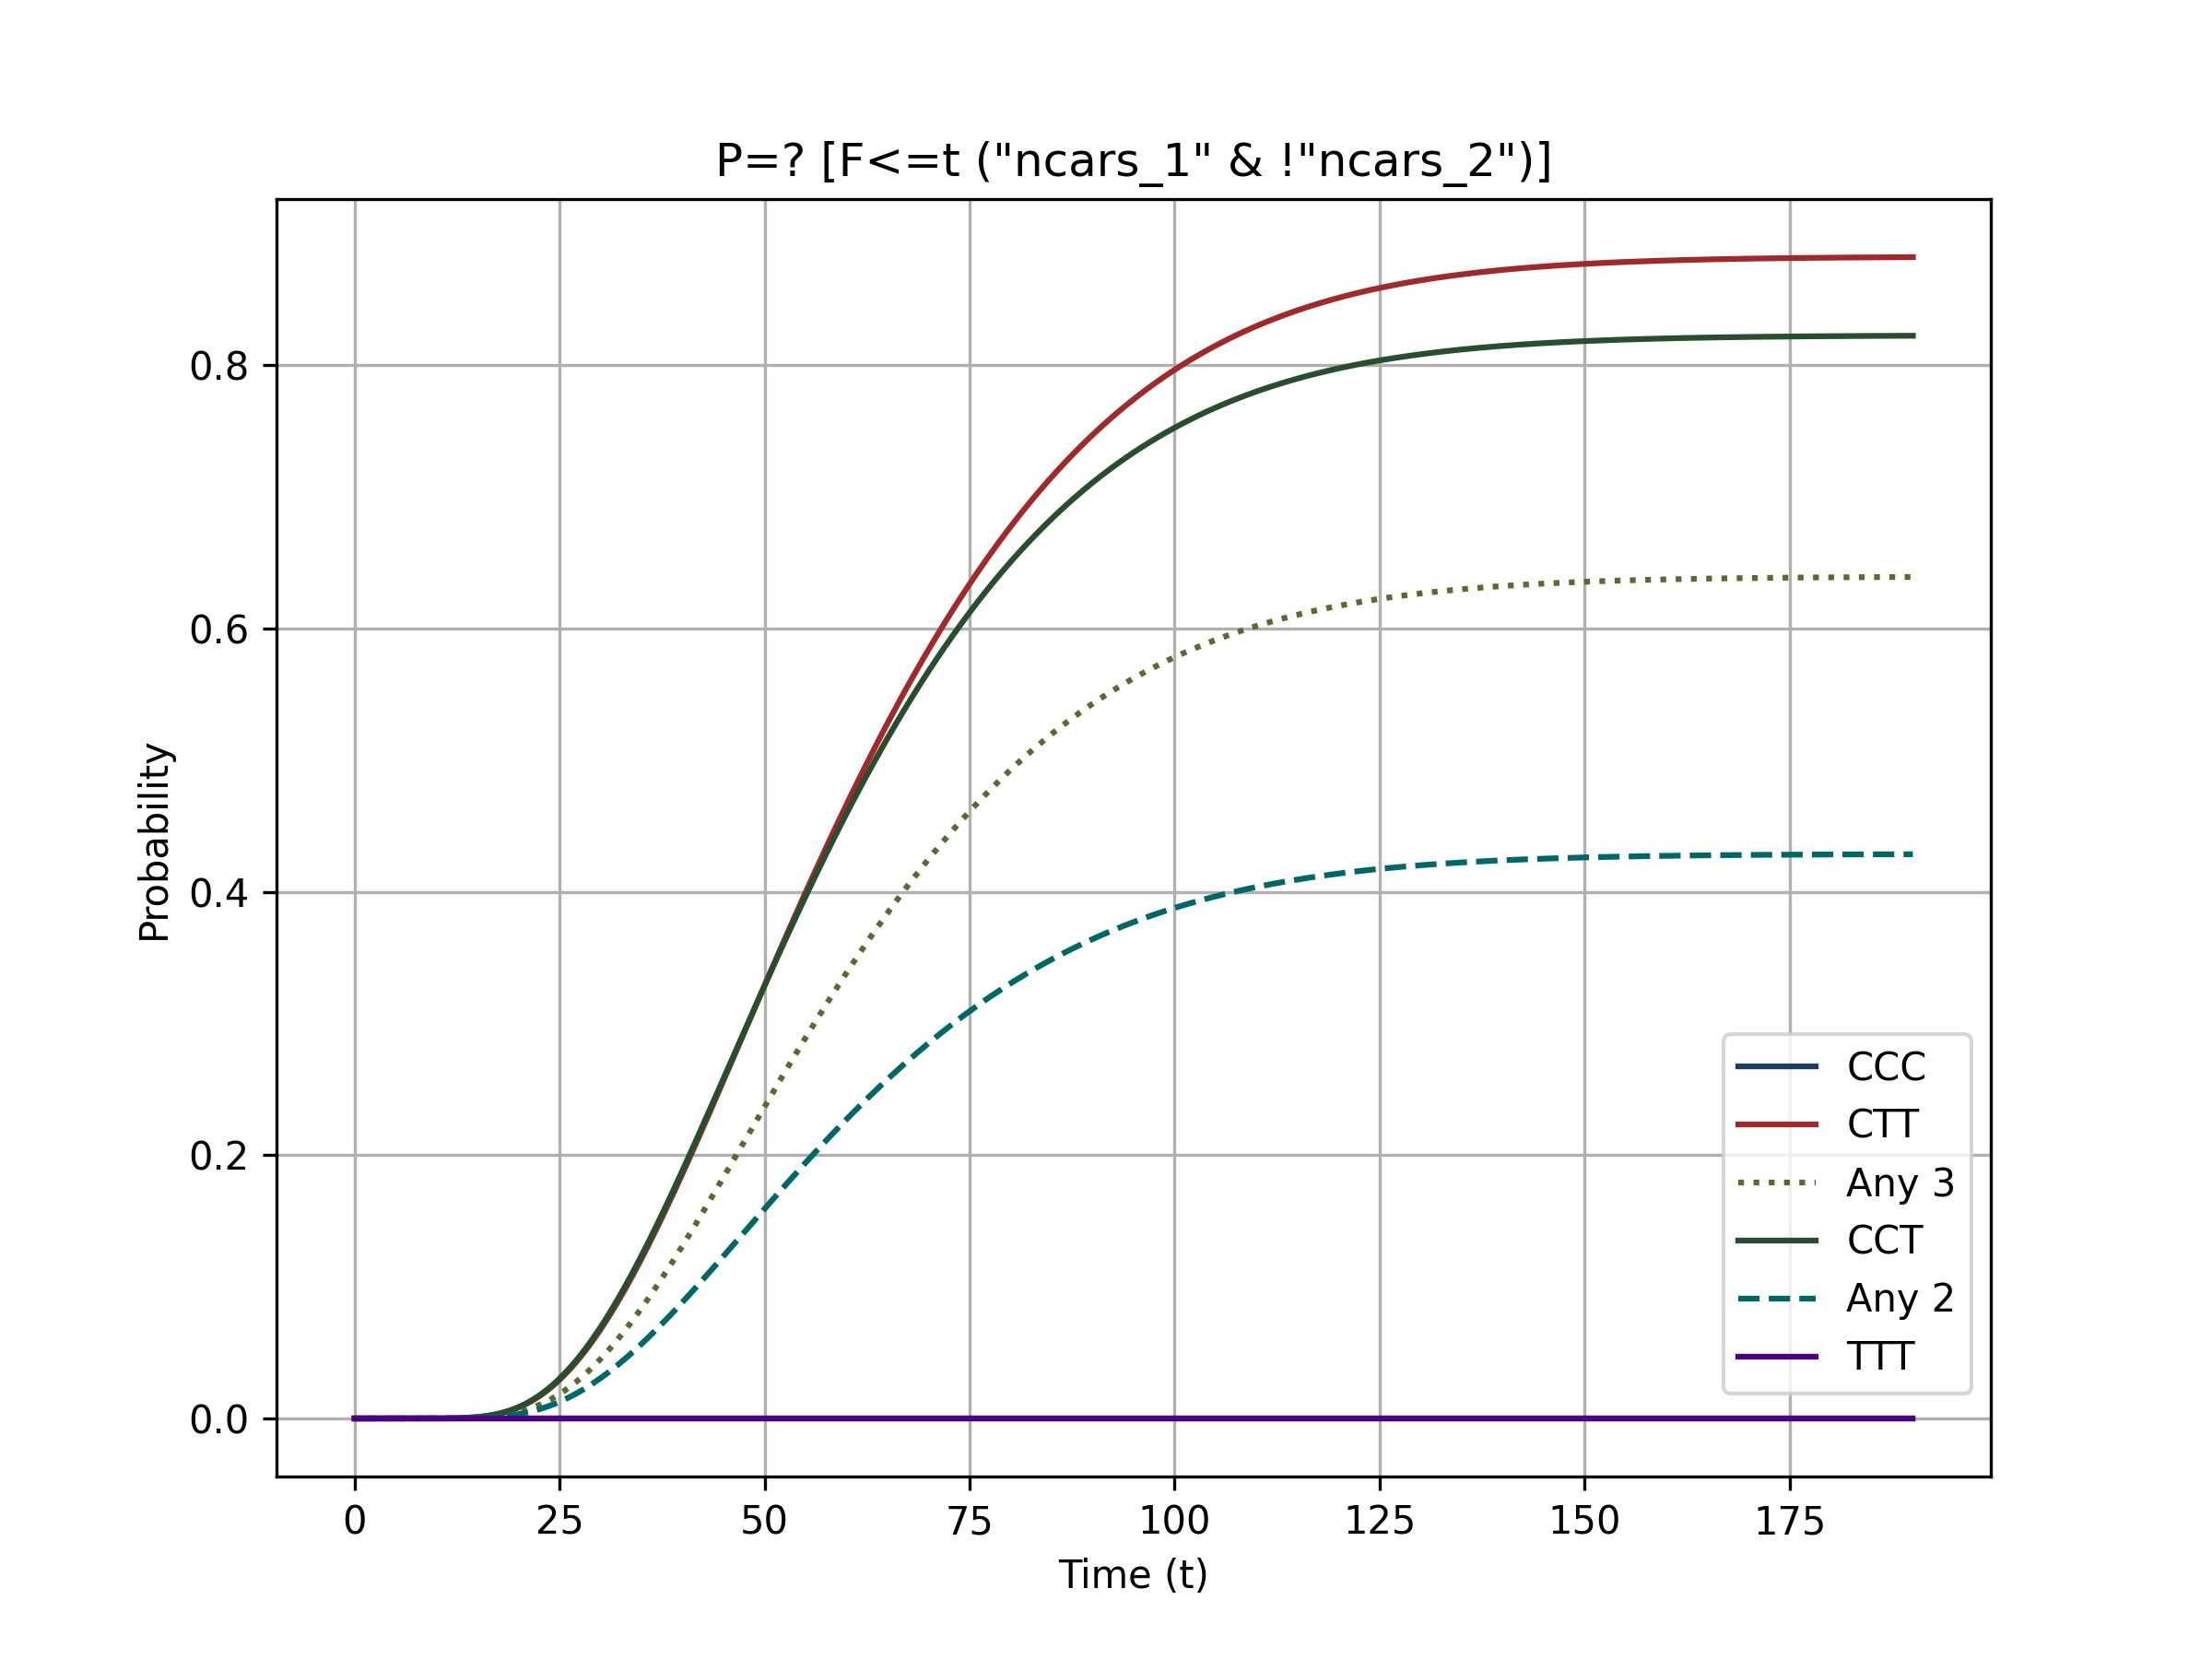 P=? [F<=t ("ncars_1" & !"ncars_2")]
Probability
0.8
0.6
0.4
0.2
0.0
CCC
CTT
Any 3
CCT
Any 2
TTT
0 25 50 75 100 125 150 175
Time (t)